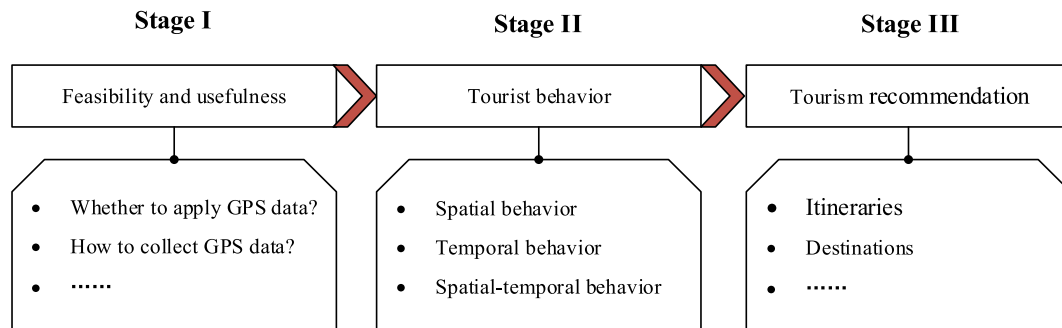 Stage I
Stage II
Stage III
Feasibility and usefulness
Tourist behavior
Tourism recommendation
• Whether to apply GPS data?
• How to collect GPS data?
• ······
• Spatial behavior
• Temporal behavior
• Spatial-temporal behavior
• Itineraries
• Destinations
• ······